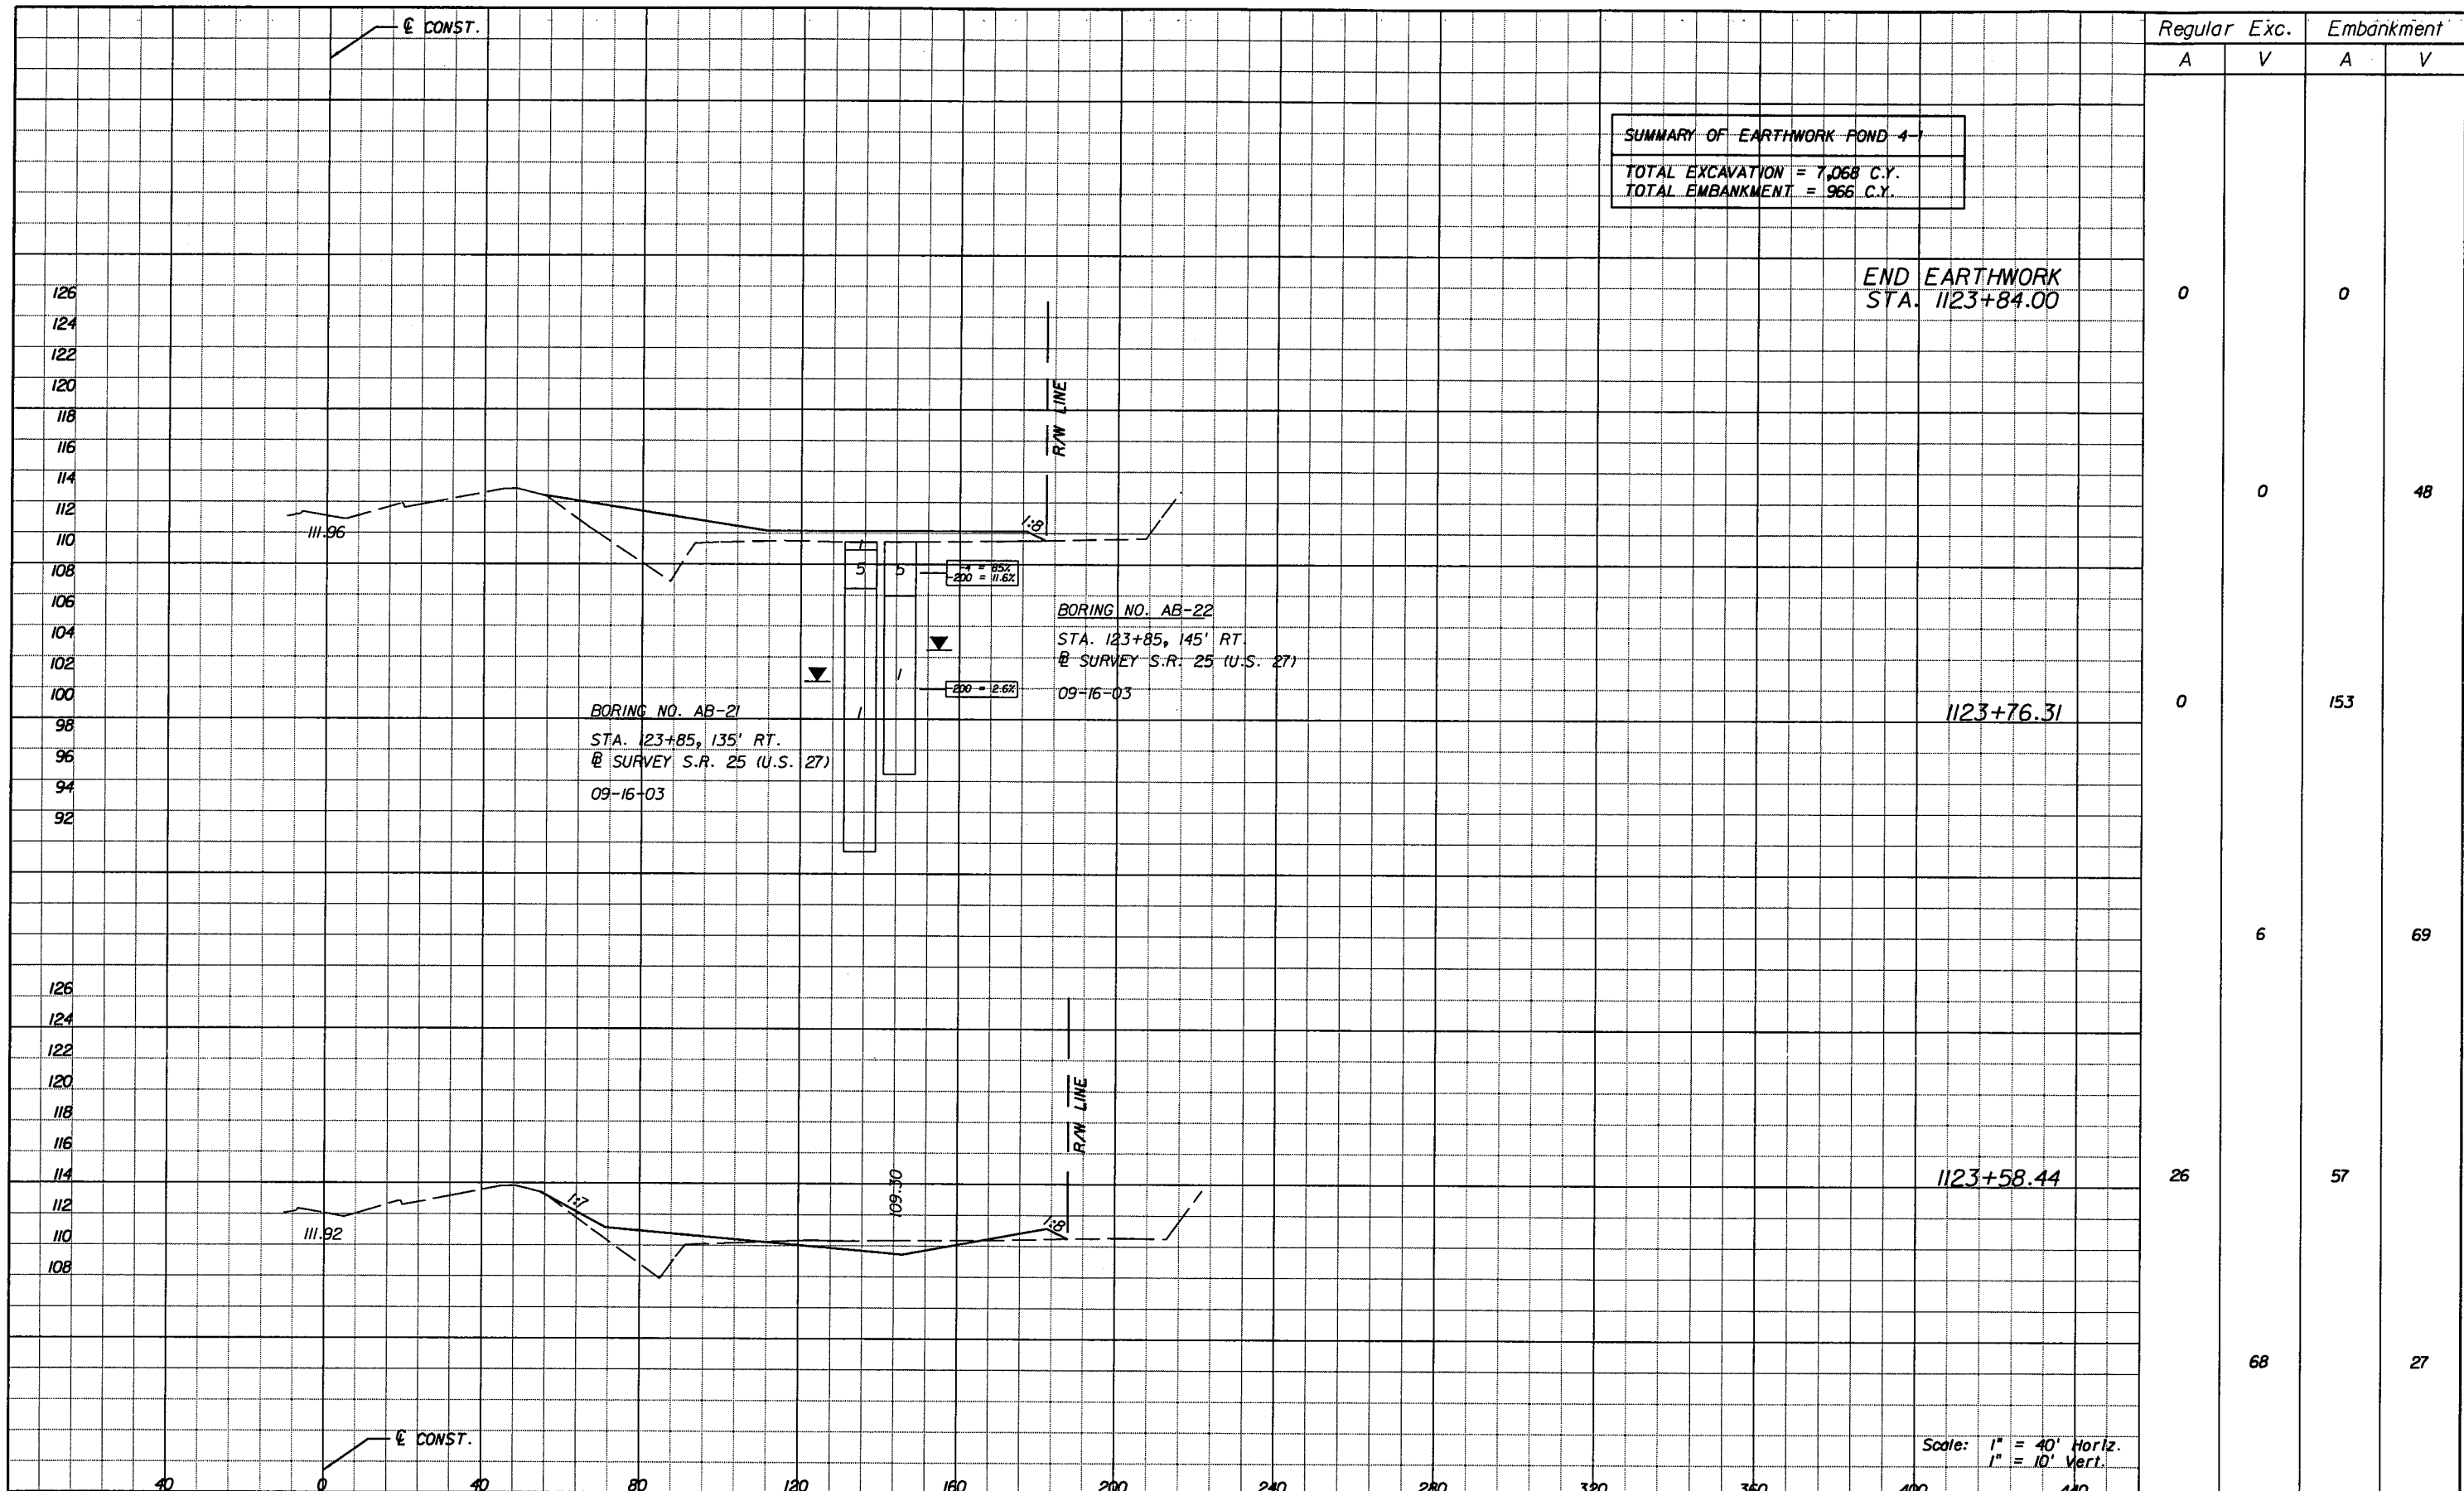 ℄ CONST.
Regular Exc. Embankment
A V A V
SUMMARY OF EARTHWORK POND 4-1
TOTAL EXCAVATION = 7,068 C.Y.
TOTAL EMBANKMENT = 966 C.Y.
END EARTHWORK
STA. 1123+84.00
0 0
126
124
122
120
118
116
114
112
110
108
106
104
102
100
98
96
94
92
R/W LINE
0 48
111.96
1:8
1
5 5
-4 = 85%
-200 = 11.6%
BORING NO. AB-22
STA. 123+85, 145' RT.
℄ SURVEY S.R. 25 (U.S. 27)
09-16-03
1
-200 = 2.6%
1
BORING NO. AB-21
STA. 123+85, 135' RT.
℄ SURVEY S.R. 25 (U.S. 27)
09-16-03
1123+76.31 0 153
6 69
126
124
122
120
118
116
114
112
110
108
R/W LINE
109.30
1:7
1:8
111.92
1123+58.44 26 57
68 27
℄ CONST.
Scale: 1" = 40' Horiz.
1" = 10' Vert.
40 0 40 80 120 160 200 240 280 320 360 400 440